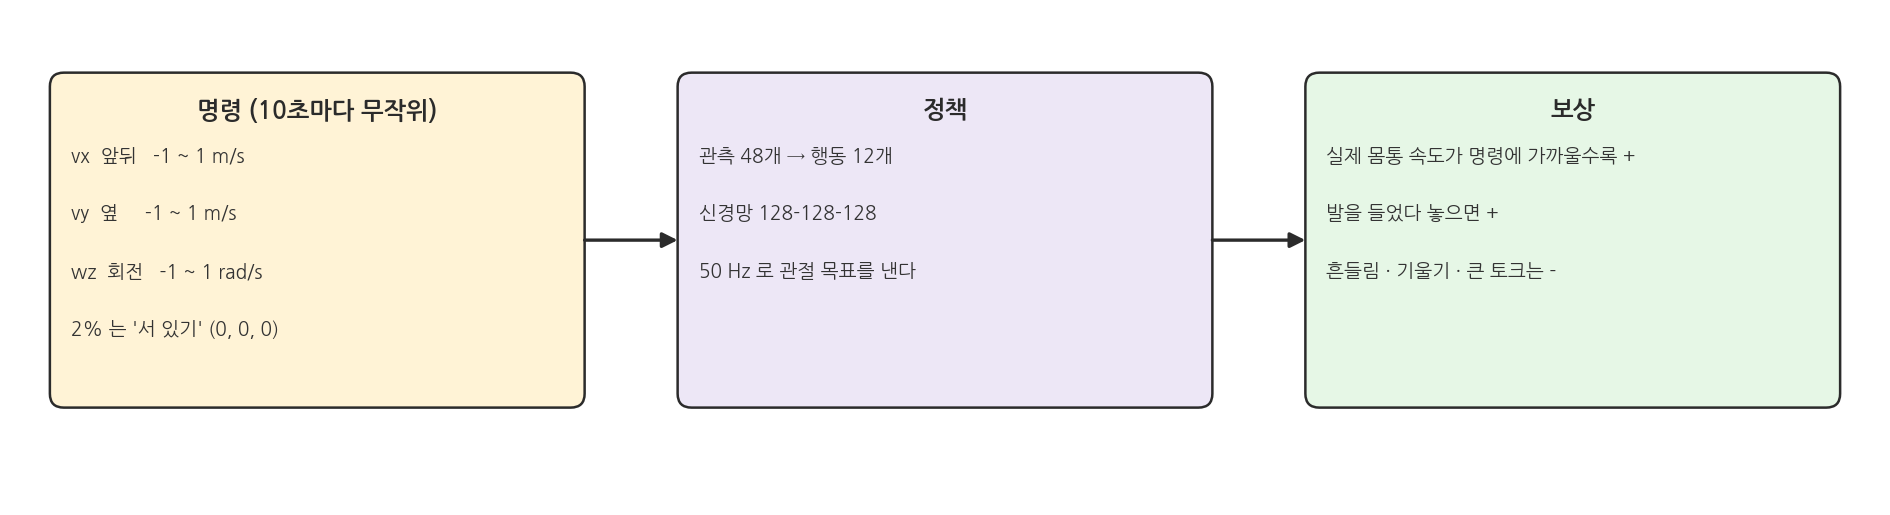 명령 (10초마다 무작위)
vx 앞뒤 -1 ~ 1 m/s
vy 옆 -1 ~ 1 m/s
wz 회전 -1 ~ 1 rad/s
2% 는 '서 있기' (0, 0, 0)
정책
관측 48개 → 행동 12개
신경망 128-128-128
50 Hz 로 관절 목표를 낸다
보상
실제 몸통 속도가 명령에 가까울수록 +
발을 들었다 놓으면 +
흔들림 · 기울기 · 큰 토크는 -